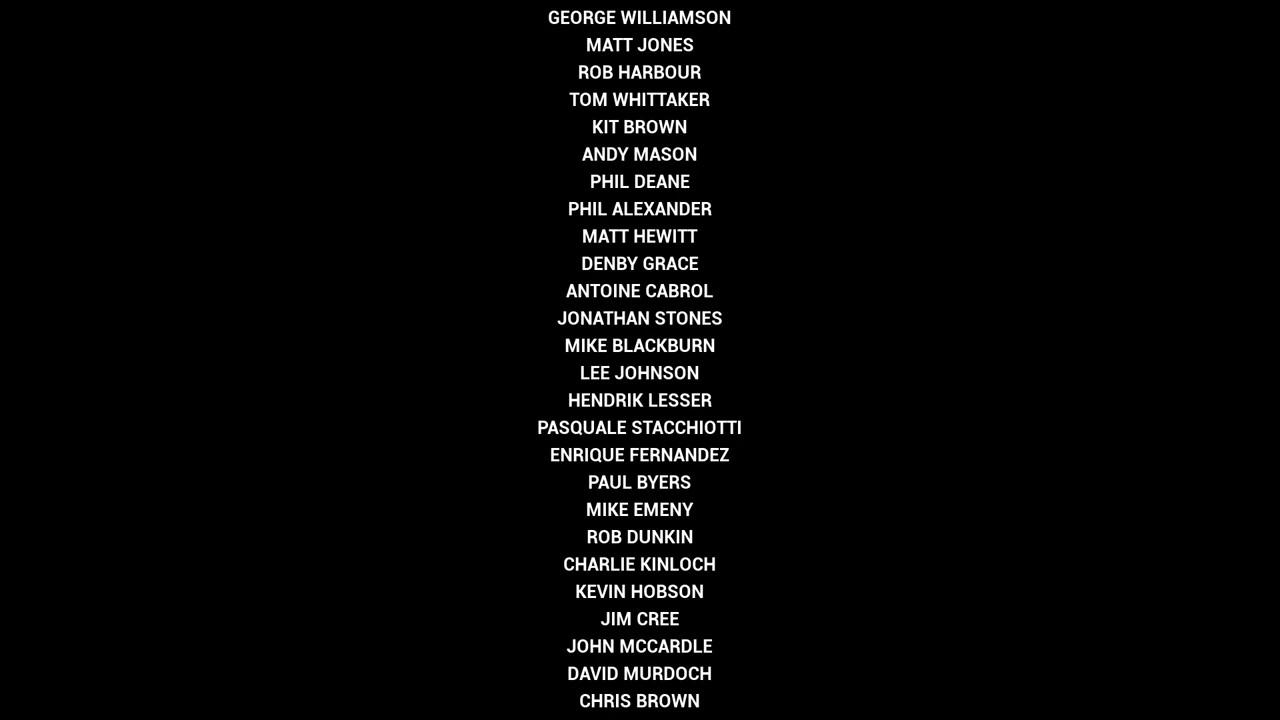 GEORGE WILLIAMSON
MATT JONES
ROB HARBOUR
TOM WHITTAKER
KIT BROWN
ANDY MASON
PHIL DEANE
PHIL ALEXANDER
MATT HEWITT
DENBY GRACE
ANTOINE CABROL
JONATHAN STONES
MIKE BLACKBURN
LEE JOHNSON
HENDRIK LESSER
PASQUALE STACCHIOTTI
ENRIQUE FERNANDEZ
PAUL BYERS
MIKE EMENY
ROB DUNKIN
CHARLIE KINLOCH
KEVIN HOBSON
JIM CREE
JOHN MCCARDLE
DAVID MURDOCH
CHRIS BROWN